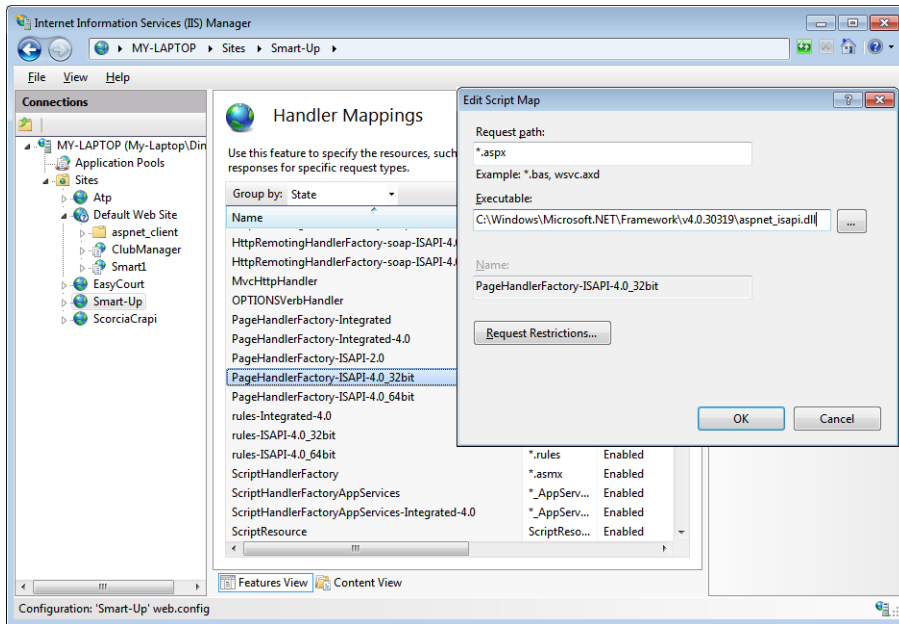 Internet Information Services (IIS) Manager
MY-LAPTOP Sites Smart-Up
File View Help
Connections
MY-LAPTOP (My-Laptop\Din
Application Pools
Sites
Atp
Default Web Site
aspnet_client
ClubManager
Smart1
EasyCourt
Smart-Up
ScorciaCrapi
Handler Mappings
Use this feature to specify the resources, such
responses for specific request types.
Group by: State
Name
HttpRemotingHandlerFactory-soap-ISAPI-4.
HttpRemotingHandlerFactory-soap-ISAPI-4.
MvcHttpHandler
OPTIONSVerbHandler
PageHandlerFactory-Integrated
PageHandlerFactory-Integrated-4.0
PageHandlerFactory-ISAPI-2.0
PageHandlerFactory-ISAPI-4.0_32bit
PageHandlerFactory-ISAPI-4.0_64bit
rules-Integrated-4.0
rules-ISAPI-4.0_32bit
rules-ISAPI-4.0_64bit *.rules Enabled
ScriptHandlerFactory *.asmx Enabled
ScriptHandlerFactoryAppServices *_AppServ... Enabled
ScriptHandlerFactoryAppServices-Integrated-4.0 *_AppServ... Enabled
ScriptResource ScriptReso... Enabled
Features View Content View
Configuration: 'Smart-Up' web.config
Edit Script Map
Request path:
*.aspx
Example: *.bas, wsvc.axd
Executable:
C:\Windows\Microsoft.NET\Framework\v4.0.30319\aspnet_isapi.dll
...
Name:
PageHandlerFactory-ISAPI-4.0_32bit
Request Restrictions...
OK Cancel